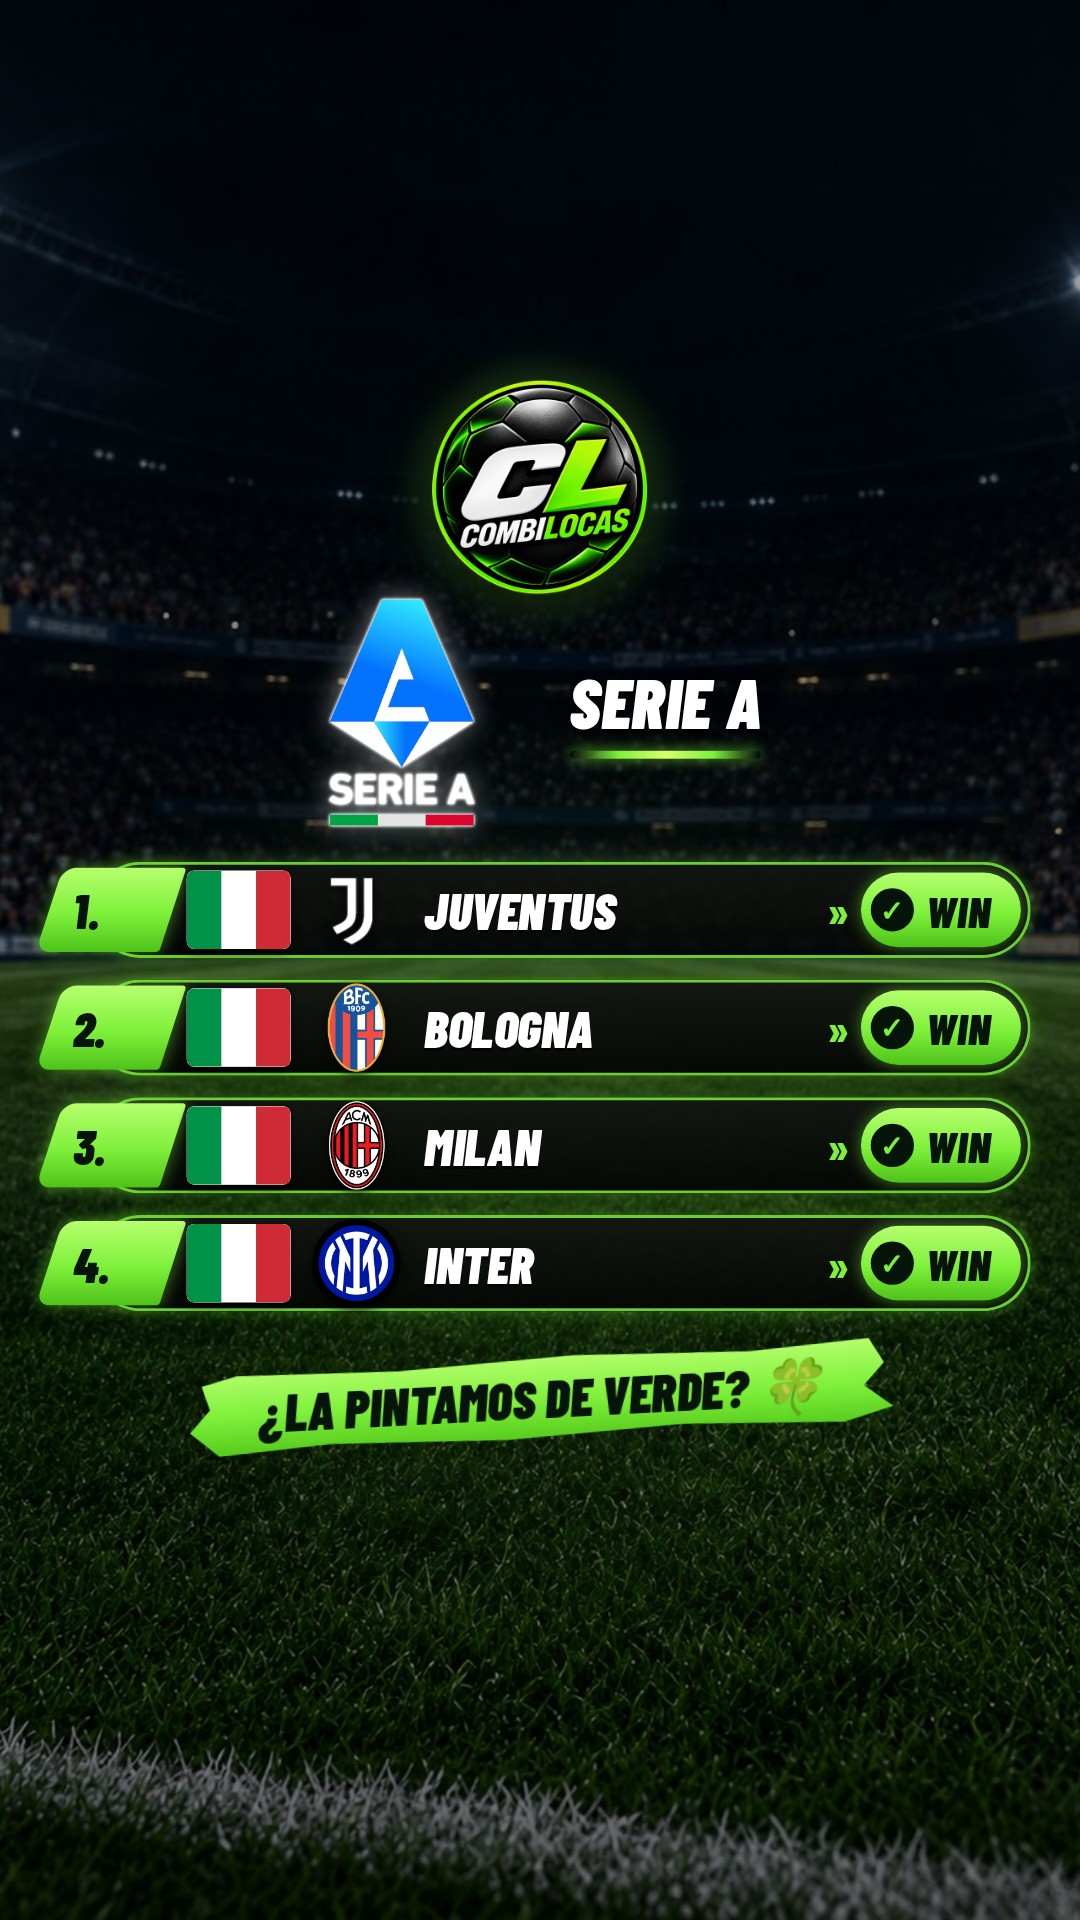 CL
COMBILOCAS
SERIE A
SERIE A
1. JUVENTUS » ✓ WIN
2. BFC 1909 BOLOGNA » ✓ WIN
3. ACM 1899 MILAN » ✓ WIN
4. INTER » ✓ WIN
¿LA PINTAMOS DE VERDE? 🍀